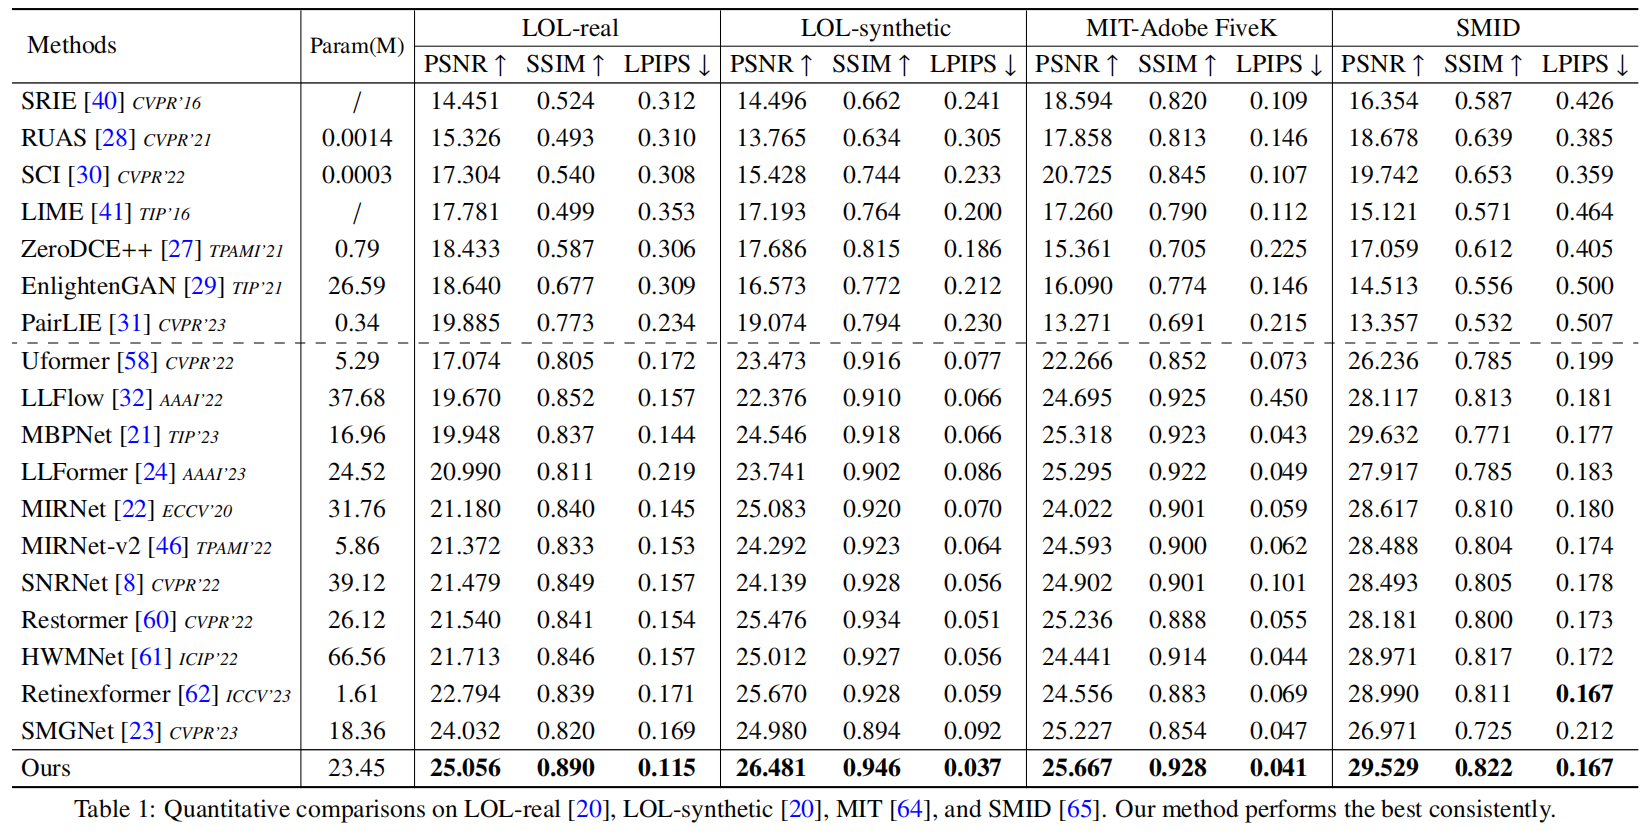 Methods Param(M) LOL-real LOL-synthetic MIT-Adobe FiveK SMID
PSNR↑ SSIM↑ LPIPS↓ PSNR↑ SSIM↑ LPIPS↓ PSNR↑ SSIM↑ LPIPS↓ PSNR↑ SSIM↑ LPIPS↓
SRIE [40] CVPR'16 / 14.451 0.524 0.312 14.496 0.662 0.241 18.594 0.820 0.109 16.354 0.587 0.426
RUAS [28] CVPR'21 0.0014 15.326 0.493 0.310 13.765 0.634 0.305 17.858 0.813 0.146 18.678 0.639 0.385
SCI [30] CVPR'22 0.0003 17.304 0.540 0.308 15.428 0.744 0.233 20.725 0.845 0.107 19.742 0.653 0.359
LIME [41] TIP'16 / 17.781 0.499 0.353 17.193 0.764 0.200 17.260 0.790 0.112 15.121 0.571 0.464
ZeroDCE++ [27] TPAMI'21 0.79 18.433 0.587 0.306 17.686 0.815 0.186 15.361 0.705 0.225 17.059 0.612 0.405
EnlightenGAN [29] TIP'21 26.59 18.640 0.677 0.309 16.573 0.772 0.212 16.090 0.774 0.146 14.513 0.556 0.500
PairLIE [31] CVPR'23 0.34 19.885 0.773 0.234 19.074 0.794 0.230 13.271 0.691 0.215 13.357 0.532 0.507
Uformer [58] CVPR'22 5.29 17.074 0.805 0.172 23.473 0.916 0.077 22.266 0.852 0.073 26.236 0.785 0.199
LLFlow [32] AAAI'22 37.68 19.670 0.852 0.157 22.376 0.910 0.066 24.695 0.925 0.450 28.117 0.813 0.181
MBPNet [21] TIP'23 16.96 19.948 0.837 0.144 24.546 0.918 0.066 25.318 0.923 0.043 29.632 0.771 0.177
LLFormer [24] AAAI'23 24.52 20.990 0.811 0.219 23.741 0.902 0.086 25.295 0.922 0.049 27.917 0.785 0.183
MIRNet [22] ECCV'20 31.76 21.180 0.840 0.145 25.083 0.920 0.070 24.022 0.901 0.059 28.617 0.810 0.180
MIRNet-v2 [46] TPAMI'22 5.86 21.372 0.833 0.153 24.292 0.923 0.064 24.593 0.900 0.062 28.488 0.804 0.174
SNRNet [8] CVPR'22 39.12 21.479 0.849 0.157 24.139 0.928 0.056 24.902 0.901 0.101 28.493 0.805 0.178
Restormer [60] CVPR'22 26.12 21.540 0.841 0.154 25.476 0.934 0.051 25.236 0.888 0.055 28.181 0.800 0.173
HWMNet [61] ICIP'22 66.56 21.713 0.846 0.157 25.012 0.927 0.056 24.441 0.914 0.044 28.971 0.817 0.172
Retinexformer [62] ICCV'23 1.61 22.794 0.839 0.171 25.670 0.928 0.059 24.556 0.883 0.069 28.990 0.811 0.167
SMGNet [23] CVPR'23 18.36 24.032 0.820 0.169 24.980 0.894 0.092 25.227 0.854 0.047 26.971 0.725 0.212
Ours 23.45 25.056 0.890 0.115 26.481 0.946 0.037 25.667 0.928 0.041 29.529 0.822 0.167
Table 1: Quantitative comparisons on LOL-real [20], LOL-synthetic [20], MIT [64], and SMID [65]. Our method performs the best consistently.